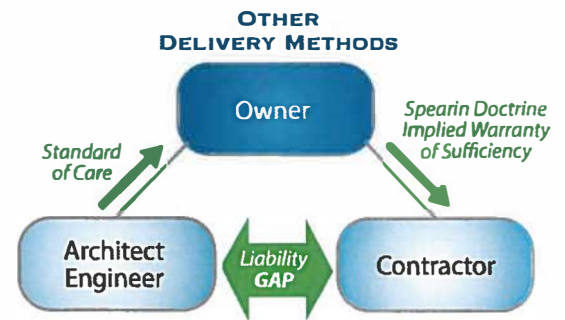 OTHER
DELIVERY METHODS
Owner
Standard
of Care
Spearin Doctrine
Implied Warranty
of Sufficiency
Architect
Engineer
Liability
GAP
Contractor